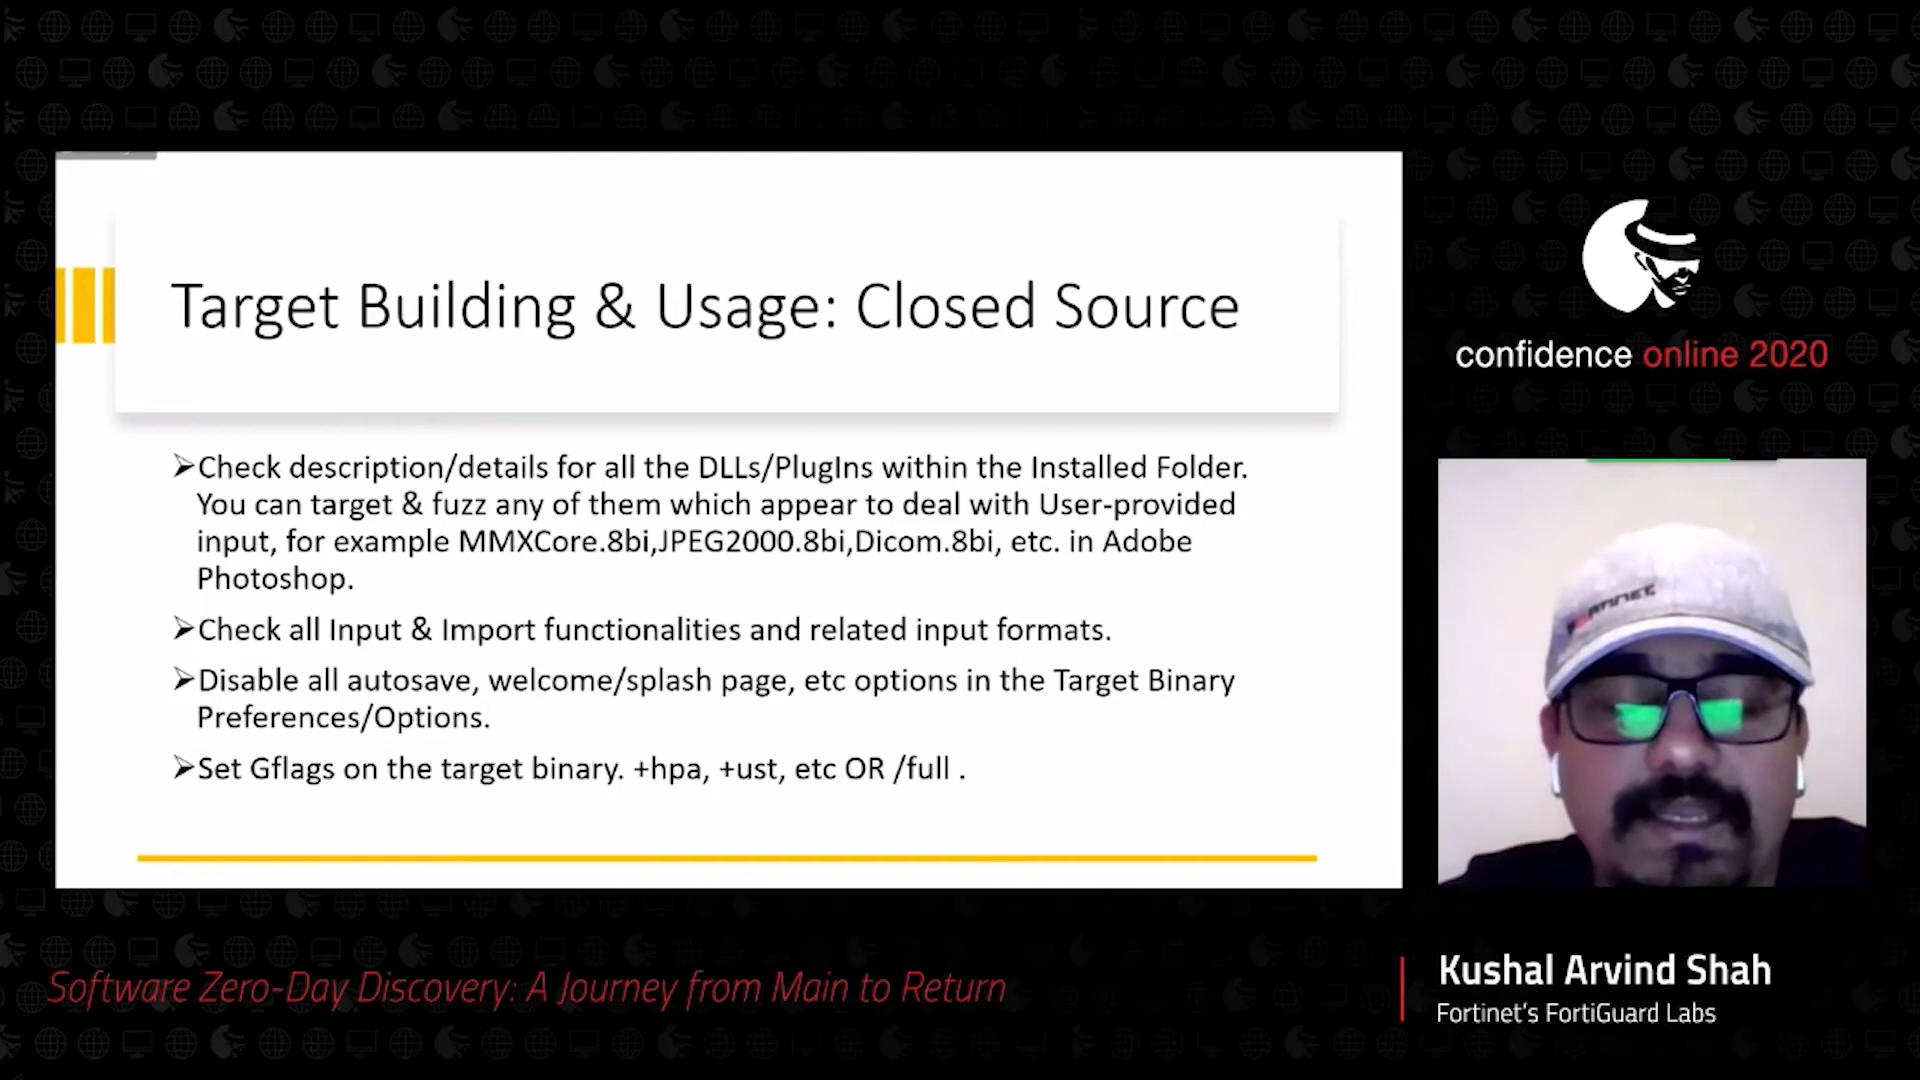 Target Building & Usage: Closed Source
➢Check description/details for all the DLLs/PlugIns within the Installed Folder.
You can target & fuzz any of them which appear to deal with User-provided
input, for example MMXCore.8bi,JPEG2000.8bi,Dicom.8bi, etc. in Adobe
Photoshop.
➢Check all Input & Import functionalities and related input formats.
➢Disable all autosave, welcome/splash page, etc options in the Target Binary
Preferences/Options.
➢Set Gflags on the target binary. +hpa, +ust, etc OR /full .
confidence online 2020
FORTINET
Software Zero-Day Discovery: A Journey from Main to Return
Kushal Arvind Shah
Fortinet's FortiGuard Labs